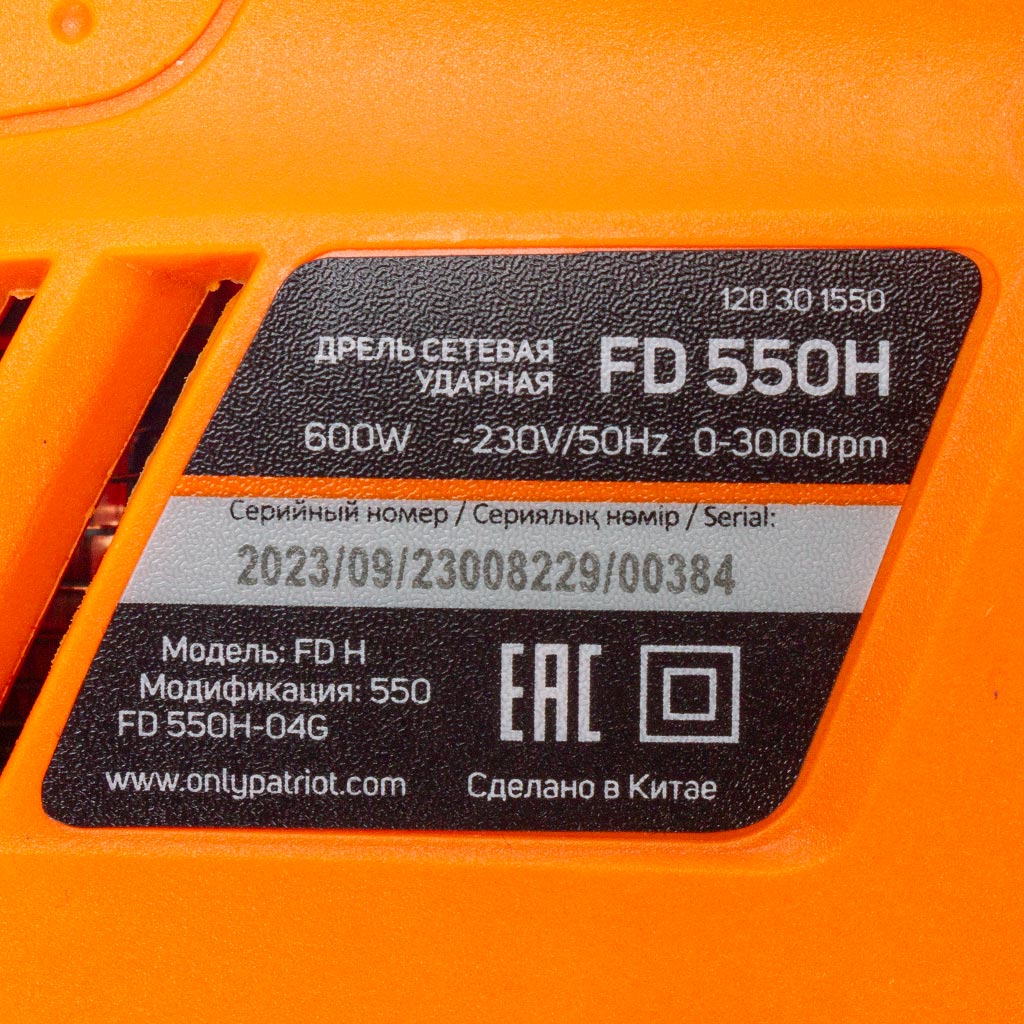 120 30 1550
ДРЕЛЬ СЕТЕВАЯ
УДАРНАЯ
FD 550H
600W ~230V/50Hz 0-3000rpm
Серийный номер / Сериялық нөмір / Serial:
2023/09/23008229/00384
Модель: FD H
Модификация: 550
FD 550H-04G
EAC
www.onlypatriot.com
Сделано в Китае